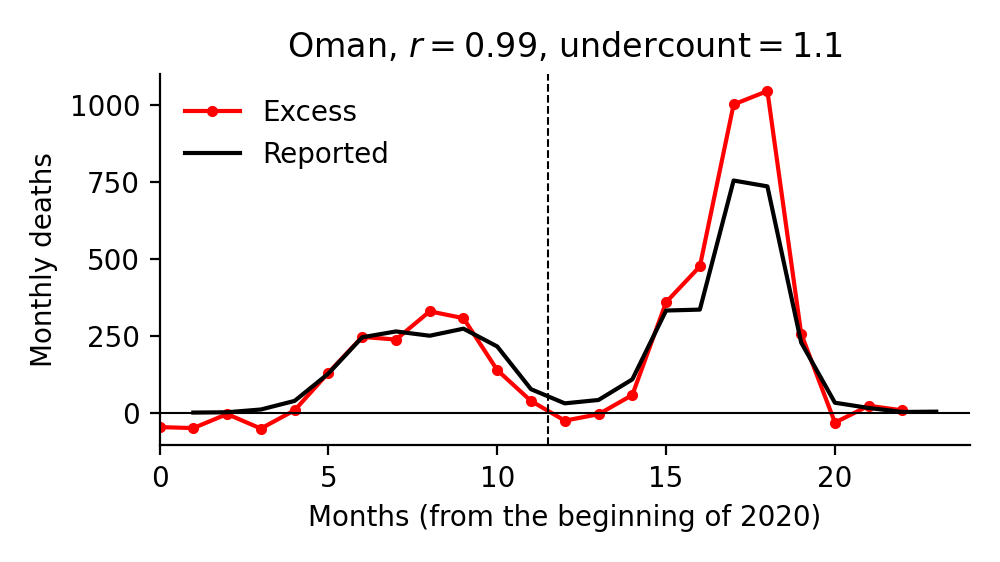 Oman, r = 0.99, undercount = 1.1
Excess
Reported
Monthly deaths
1000
750
500
250
0
0 5 10 15 20
Months (from the beginning of 2020)